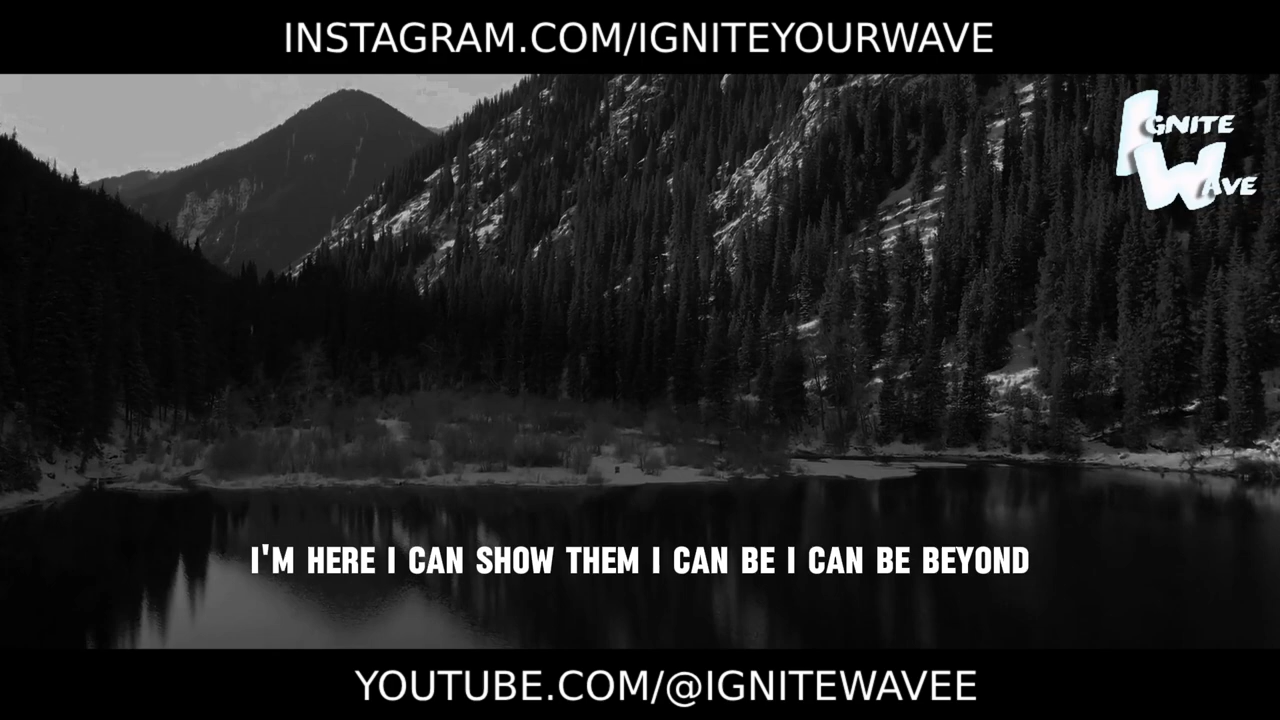 INSTAGRAM.COM/IGNITEYOURWAVE
IGNITE
WAVE
I'M HERE I CAN SHOW THEM I CAN BE I CAN BE BEYOND
YOUTUBE.COM/@IGNITEWAVEE